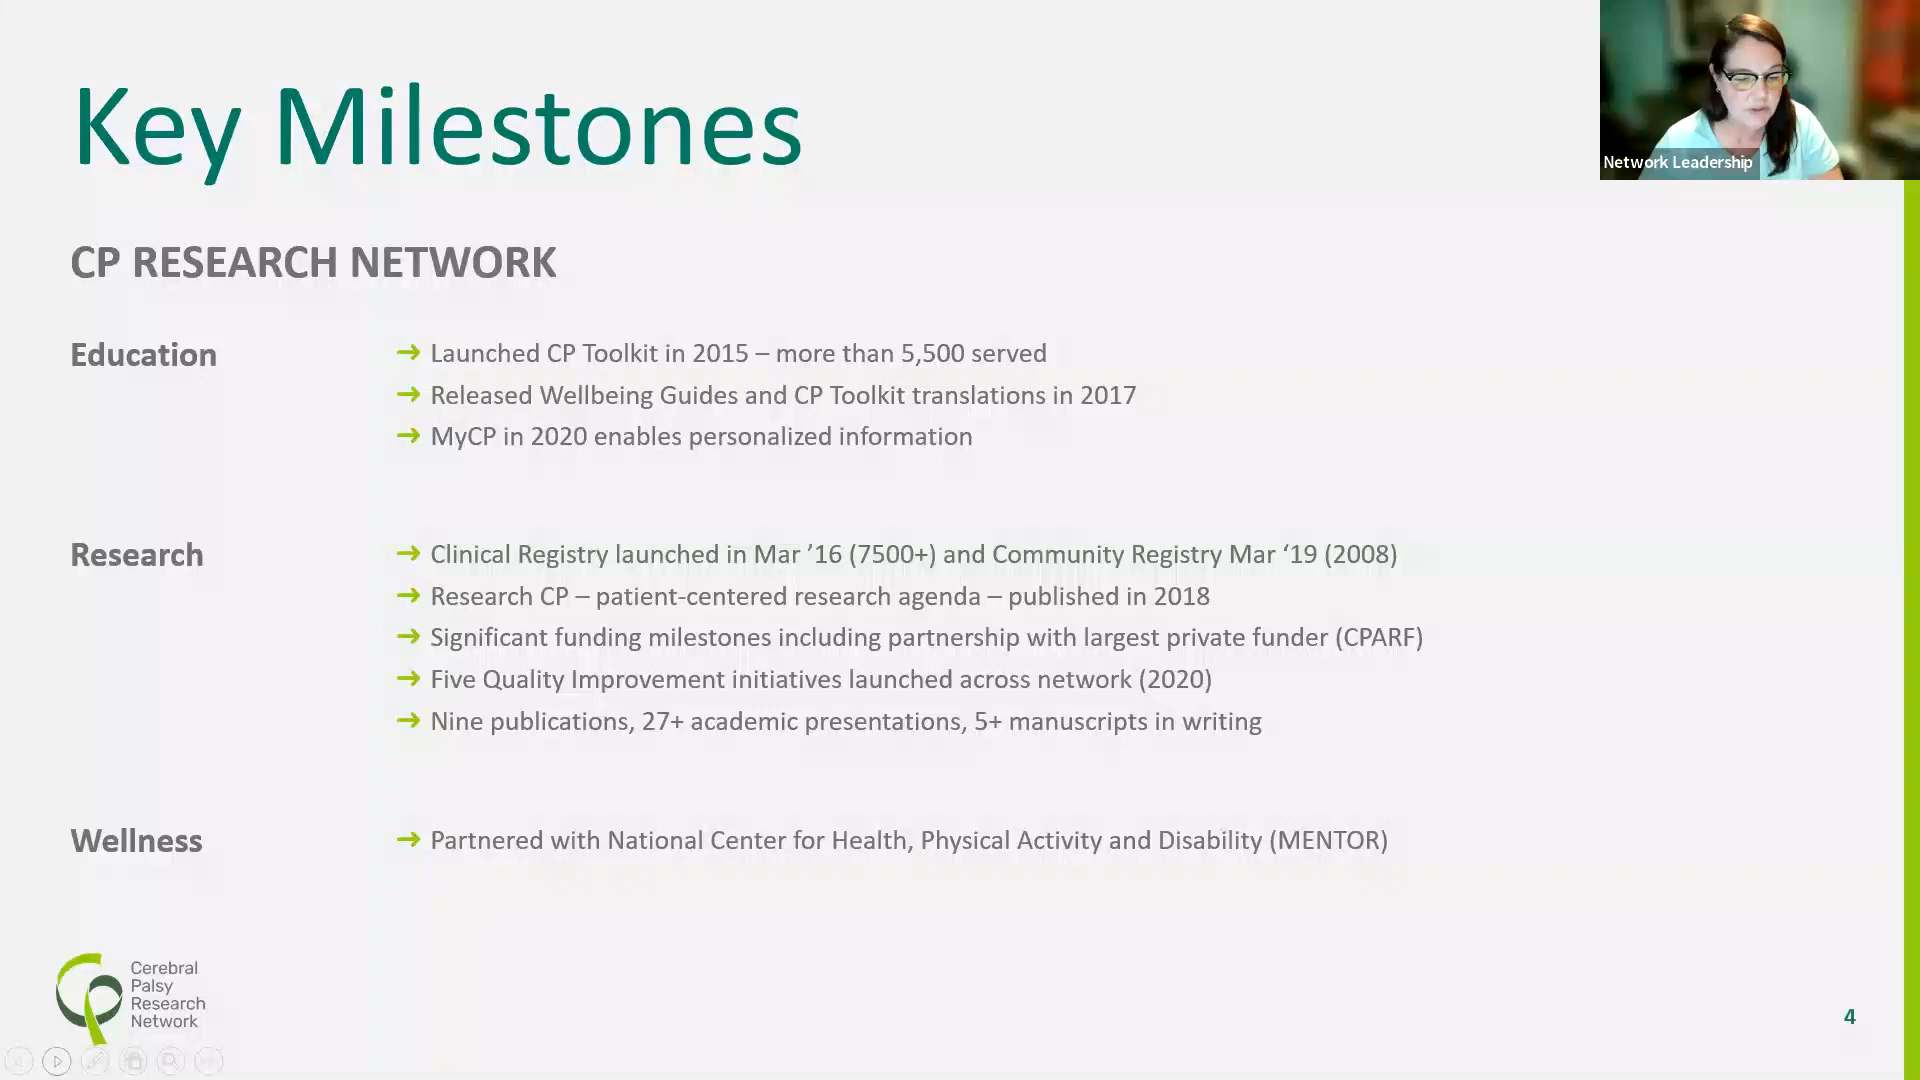 Key Milestones
Network Leadership
CP RESEARCH NETWORK
Education
➜ Launched CP Toolkit in 2015 – more than 5,500 served
➜ Released Wellbeing Guides and CP Toolkit translations in 2017
➜ MyCP in 2020 enables personalized information
Research
➜ Clinical Registry launched in Mar ’16 (7500+) and Community Registry Mar ‘19 (2008)
➜ Research CP – patient-centered research agenda – published in 2018
➜ Significant funding milestones including partnership with largest private funder (CPARF)
➜ Five Quality Improvement initiatives launched across network (2020)
➜ Nine publications, 27+ academic presentations, 5+ manuscripts in writing
Wellness
➜ Partnered with National Center for Health, Physical Activity and Disability (MENTOR)
Cerebral
Palsy
Research
Network
4